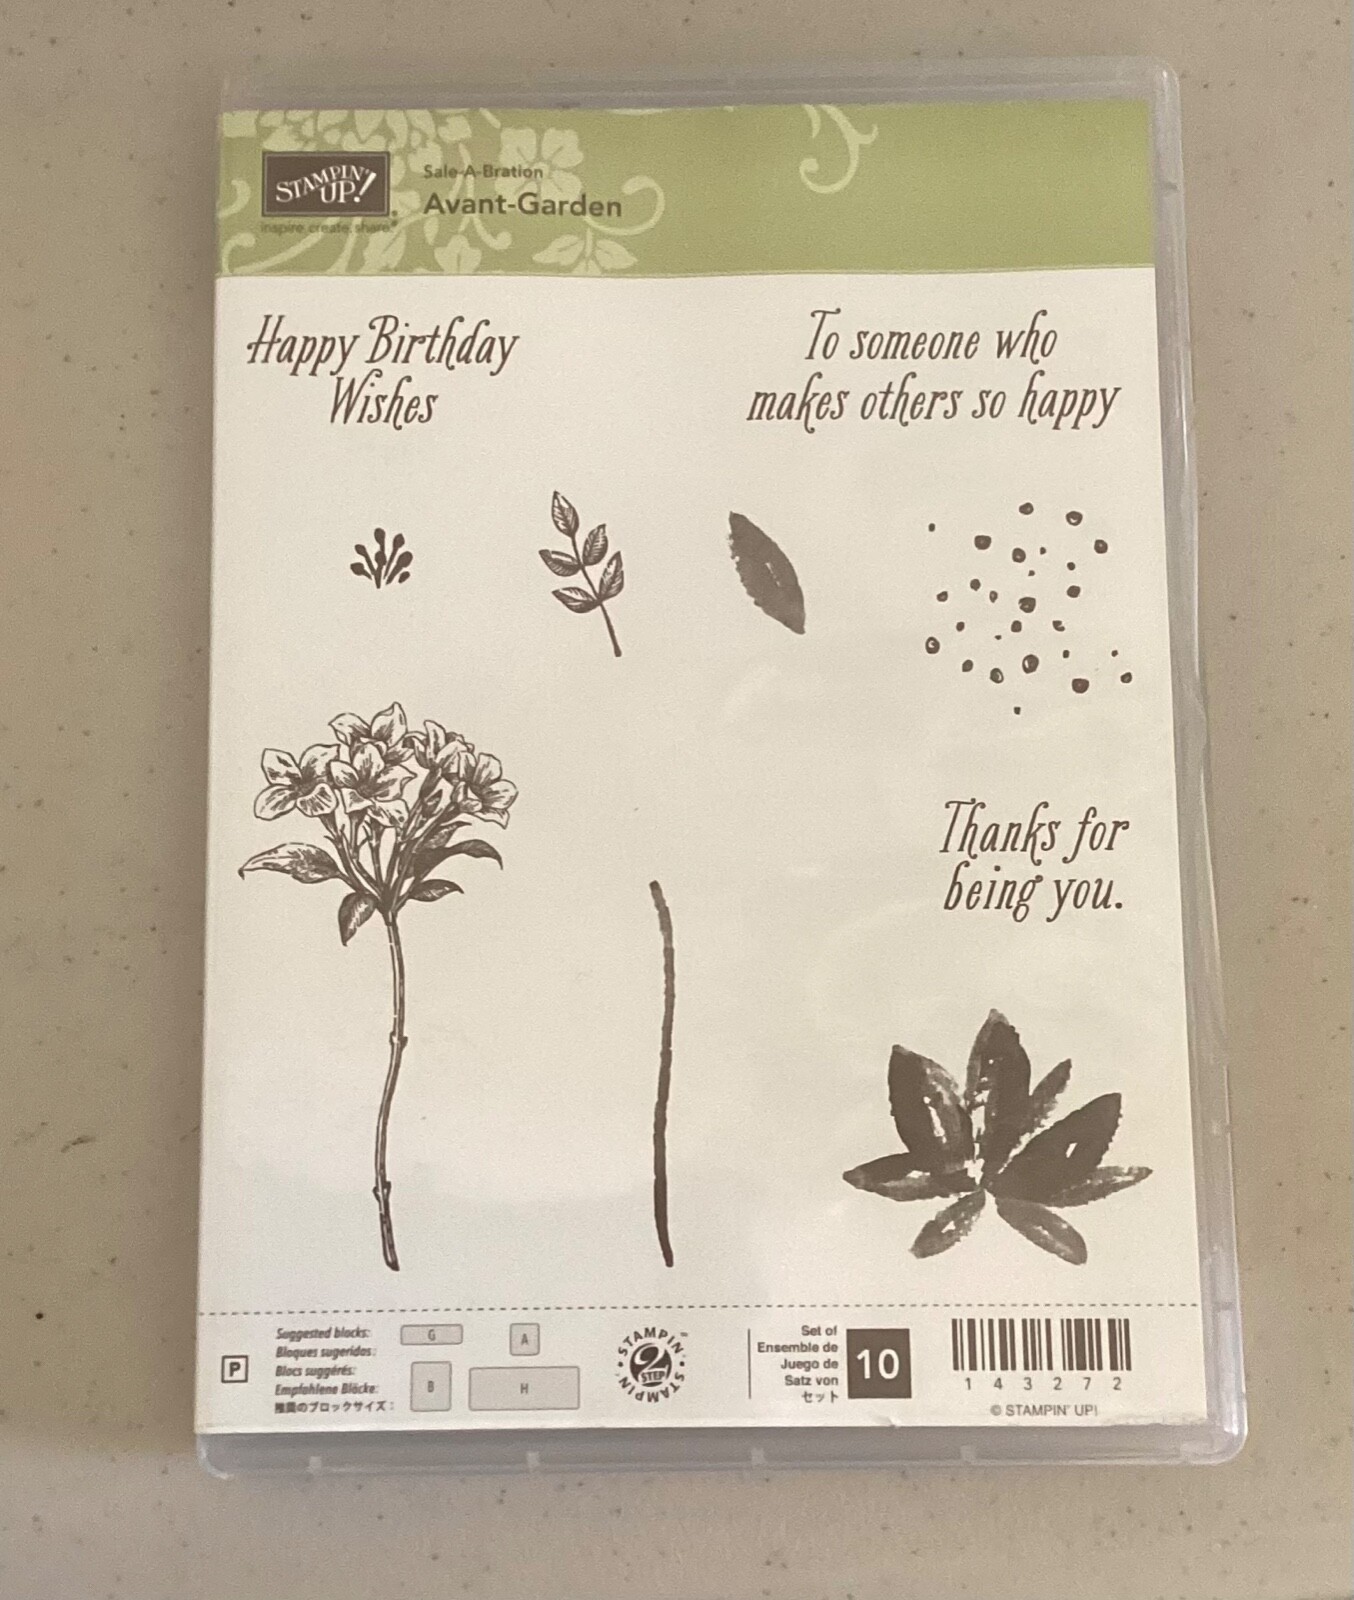 STAMPIN' UP!
inspire. create. share.®
Sale-A-Bration
Avant-Garden
Happy Birthday
Wishes
To somеone who
makes others so happy
Thanks for
being you.
P
Suggested blocks:
Bloques sugeridos:
Blocs suggérés:
Empfohlene Blöcke:
推奨のブロックサイズ:
G
A
B
H
STAMPIN'™
2
STEP
STAMPIN'
Set of
Ensemble de
Juego de
Satz von
セット
10
1 4 3 2 7 2
© STAMPIN' UP!